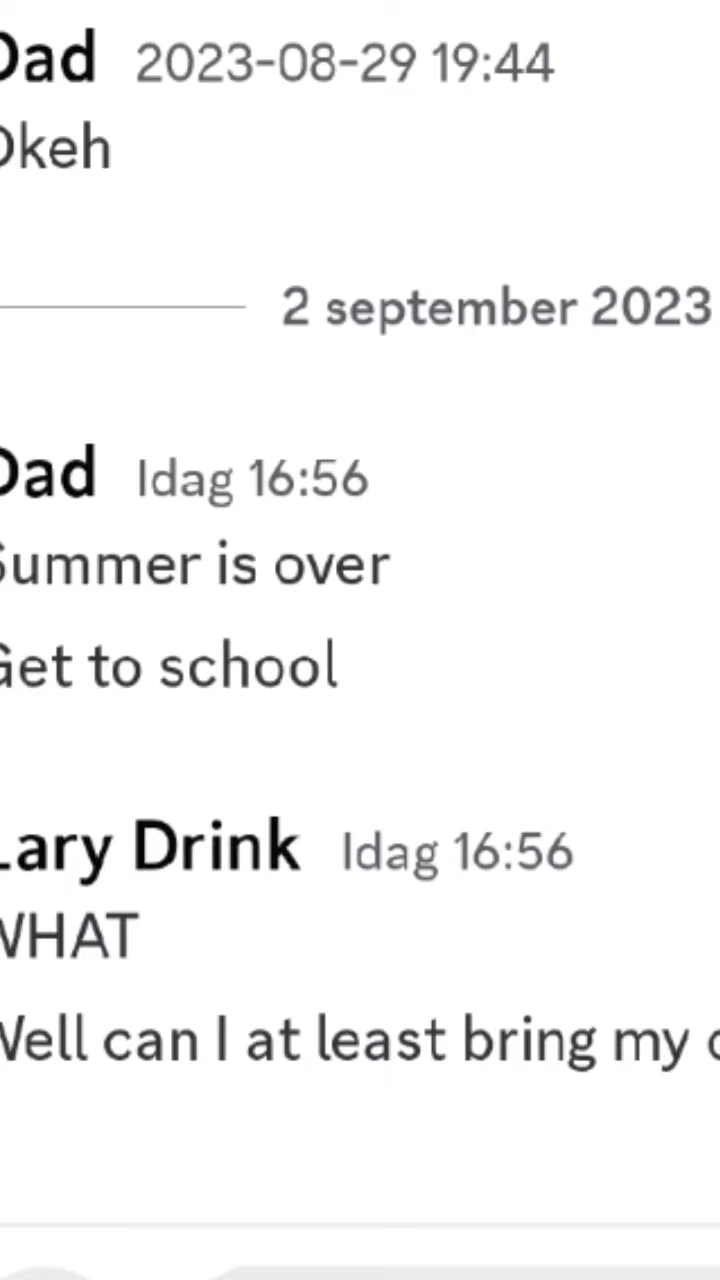 Dad 2023-08-29 19:44
Okeh
2 september 2023
Dad Idag 16:56
Summer is over
Get to school
Lary Drink Idag 16:56
WHAT
Well can I at least bring my